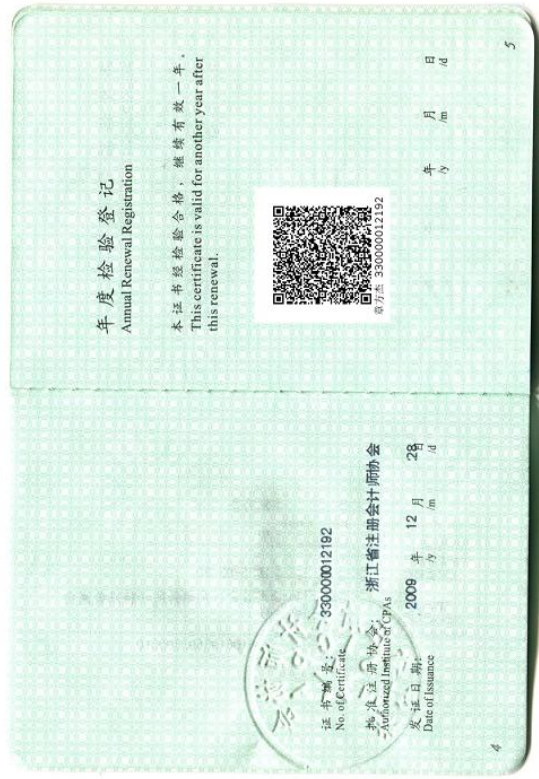 证书编号： 330000012192
No. of Certificate
批准注册协会： 浙江省注册会计师协会
Authorized Institute of CPAs
发证日期： 2009 年 12 月 28 日
Date of Issuance /y /m /d
4
年度检验登记
Annual Renewal Registration
本证书经检验合格，继续有效一年。
This certificate is valid for another year after
this renewal.
章方杰 330000012192
年 月 日
/y /m /d
5